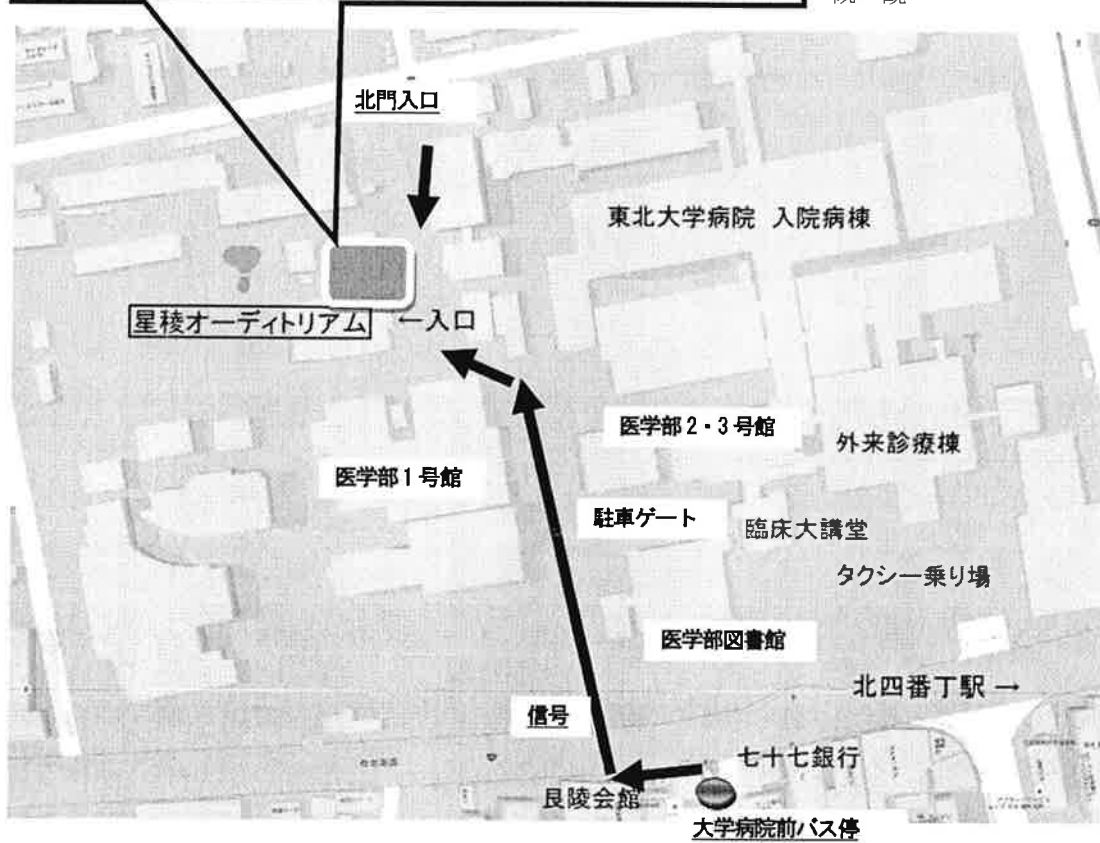 北門入口
東北大学病院 入院病棟
星稜オーディトリアム
←入口
医学部2・3号館
外来診療棟
医学部1号館
駐車ゲート
臨床大講堂
タクシー乗り場
医学部図書館
北四番丁駅→
信号
七十七銀行
艮陵会館
大学病院前バス停